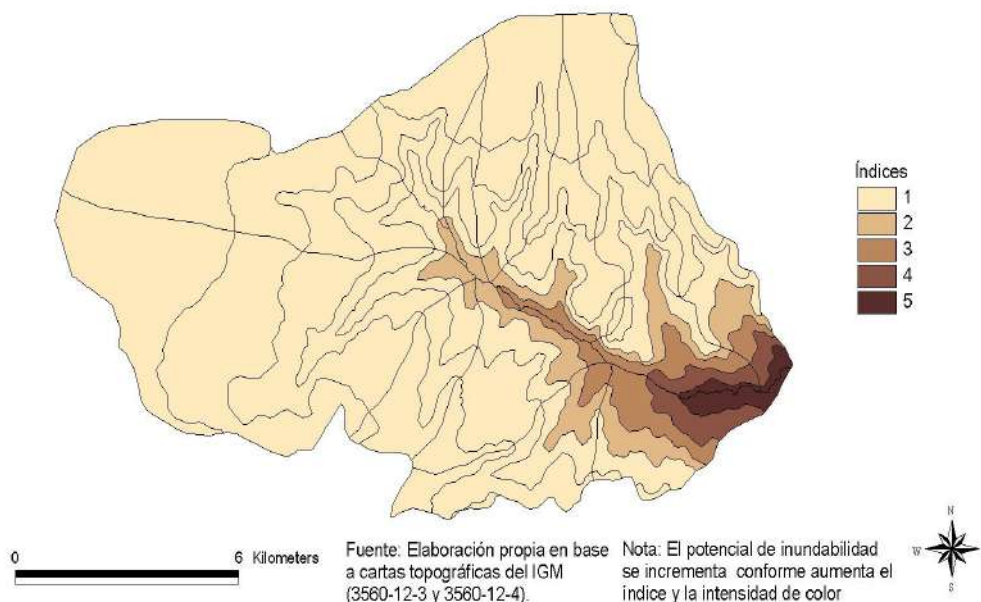 Índices
1
2
3
4
5
N
W
S
0 6 Kilometers
Fuente: Elaboración propia en base
a cartas topográficas del IGM
(3560-12-3 y 3560-12-4).
Nota: El potencial de inundabilidad
se incrementa conforme aumenta el
índice y la intensidad de color